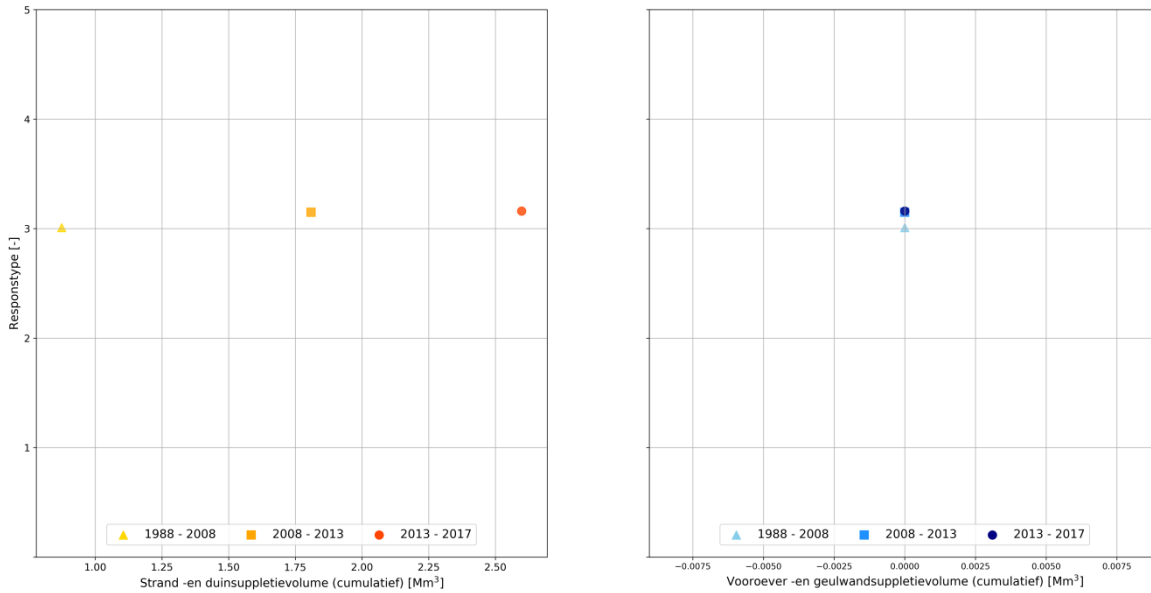 5
4
3
2
1
Responstype [-]
1988 - 2008 2008 - 2013 2013 - 2017
1.00 1.25 1.50 1.75 2.00 2.25 2.50
Strand -en duinsuppletievolume (cumulatief) [Mm³]
1988 - 2008 2008 - 2013 2013 - 2017
−0.0075 −0.0050 −0.0025 0.0000 0.0025 0.0050 0.0075
Vooroever -en geulwandsuppletievolume (cumulatief) [Mm³]